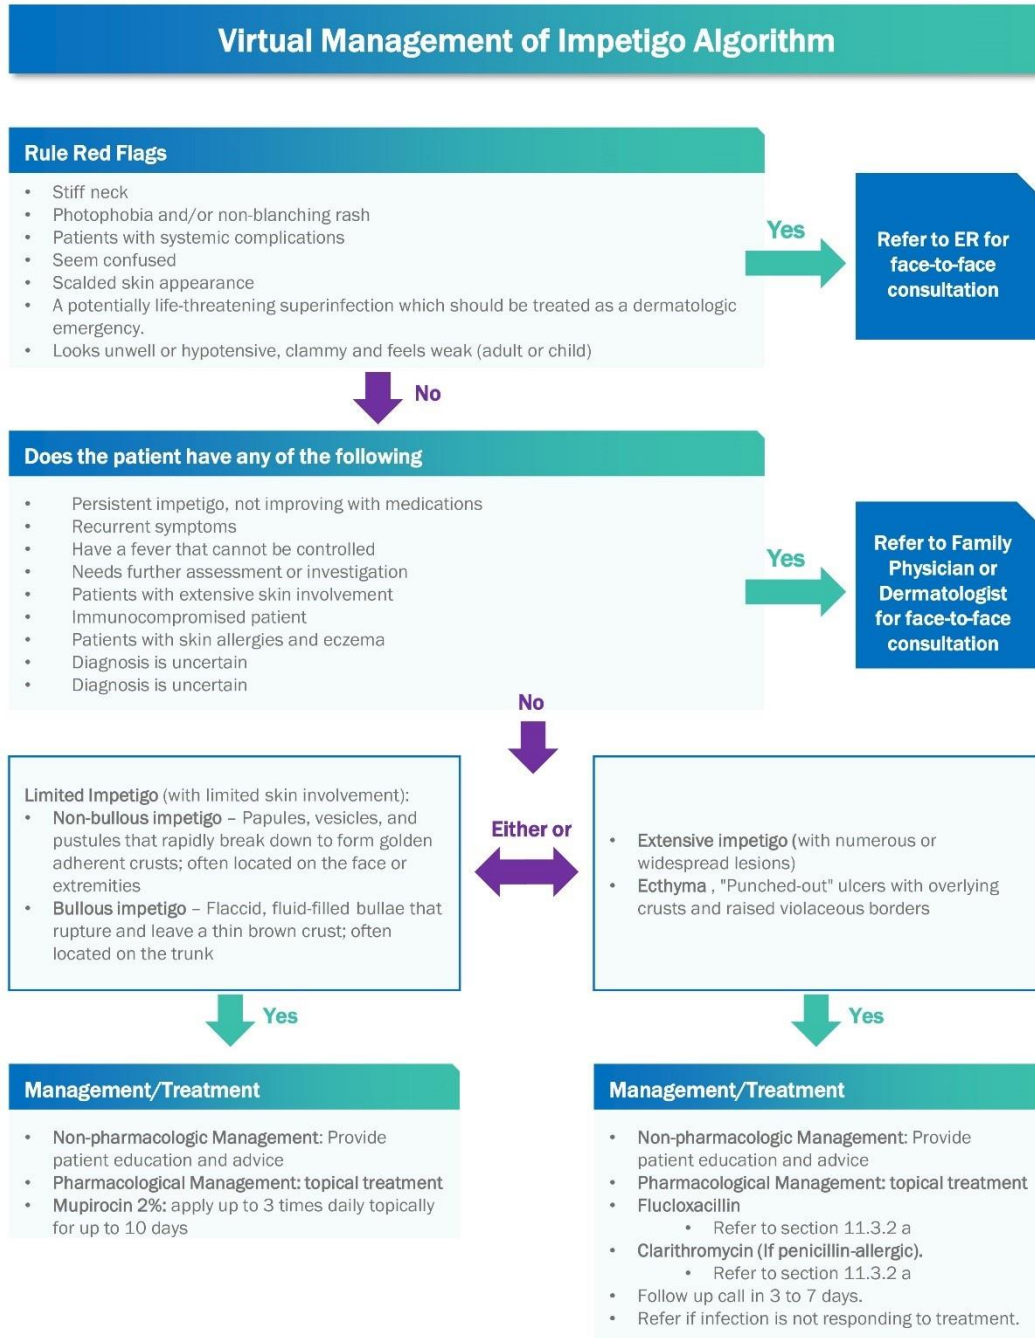 Virtual Management of Impetigo Algorithm
Rule Red Flags
• Stiff neck
• Photophobia and/or non-blanching rash
• Patients with systemic complications
• Seem confused
• Scalded skin appearance
• A potentially life-threatening superinfection which should be treated as a dermatologic
emergency.
• Looks unwell or hypotensive, clammy and feels weak (adult or child)
Yes
Refer to ER for
face-to-face
consultation
No
Does the patient have any of the following
• Persistent impetigo, not improving with medications
• Recurrent symptoms
• Have a fever that cannot be controlled
• Needs further assessment or investigation
• Patients with extensive skin involvement
• Immunocompromised patient
• Patients with skin allergies and eczema
• Diagnosis is uncertain
• Diagnosis is uncertain
Yes
Refer to Family
Physician or
Dermatologist
for face-to-face
consultation
No
Limited Impetigo (with limited skin involvement):
• Non-bullous impetigo – Papules, vesicles, and
pustules that rapidly break down to form golden
adherent crusts; often located on the face or
extremities
• Bullous impetigo – Flaccid, fluid-filled bullae that
rupture and leave a thin brown crust; often
located on the trunk
Either or
• Extensive impetigo (with numerous or
widespread lesions)
• Ecthyma , "Punched-out" ulcers with overlying
crusts and raised violaceous borders
Yes
Yes
Management/Treatment
• Non-pharmacologic Management: Provide
patient education and advice
• Pharmacological Management: topical treatment
• Mupirocin 2%: apply up to 3 times daily topically
for up to 10 days
Management/Treatment
• Non-pharmacologic Management: Provide
patient education and advice
• Pharmacological Management: topical treatment
• Flucloxacillin
• Refer to section 11.3.2 a
• Clarithromycin (If penicillin-allergic).
• Refer to section 11.3.2 a
• Follow up call in 3 to 7 days.
• Refer if infection is not responding to treatment.